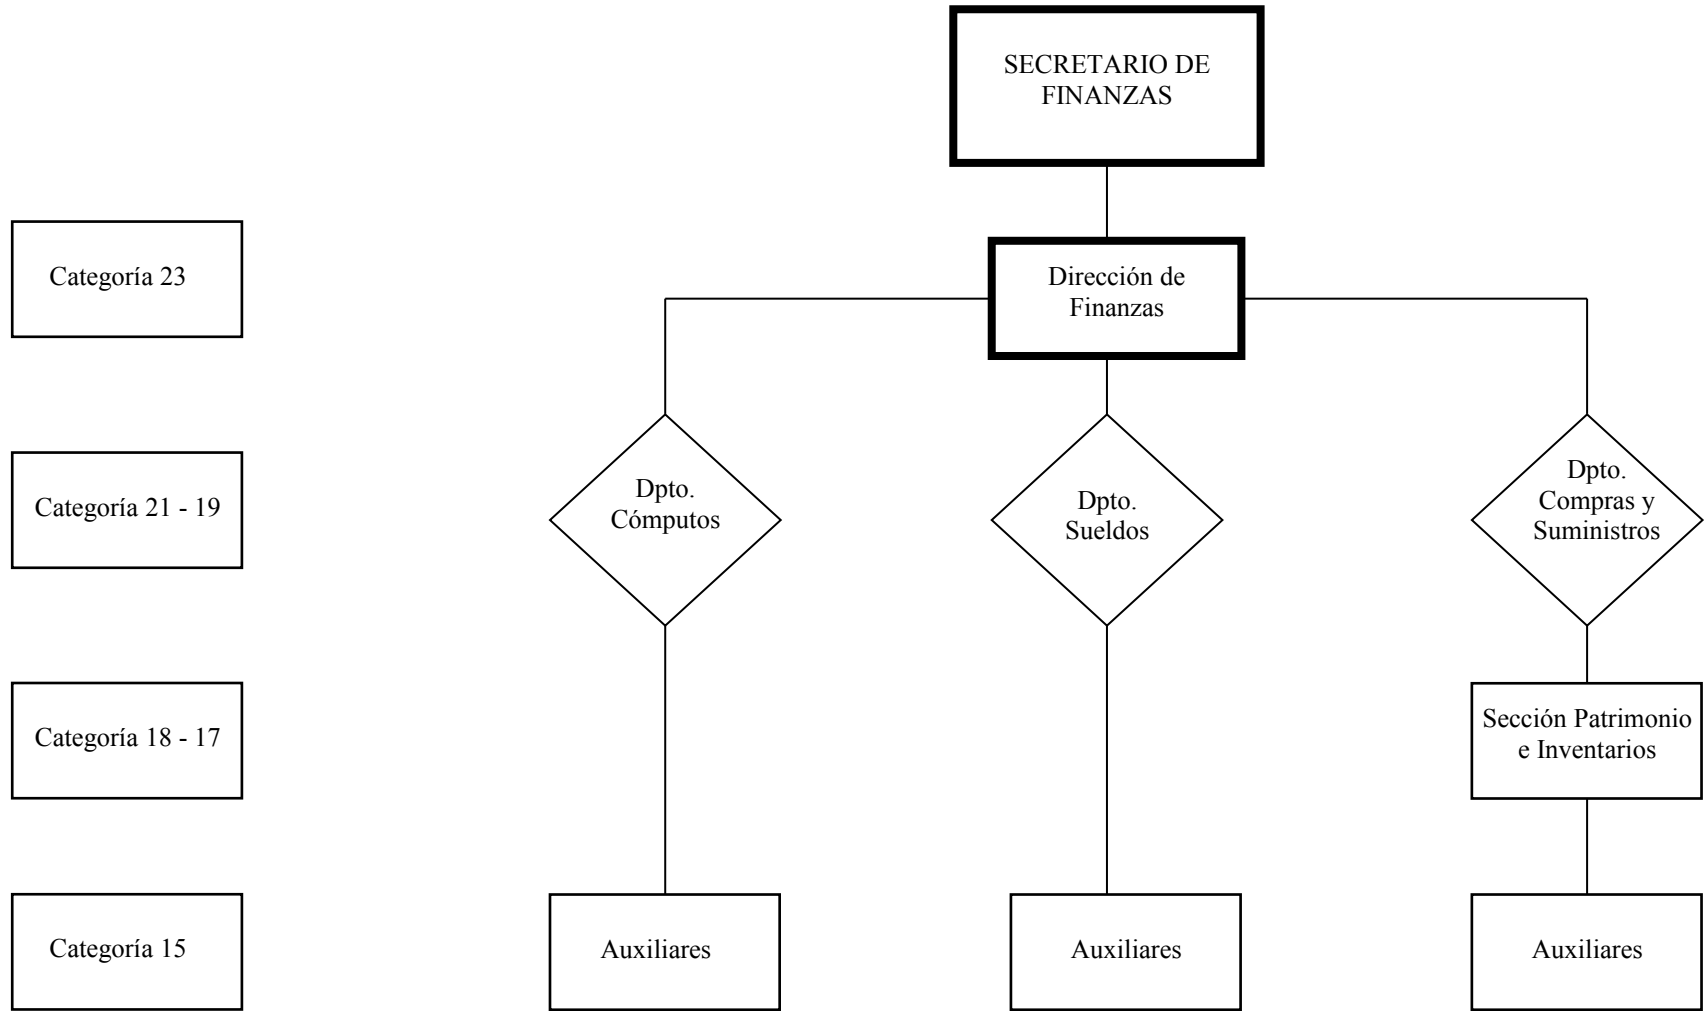 SECRETARIO DE
FINANZAS
Categoría 23
Dirección de
Finanzas
Categoría 21 - 19
Dpto.
Cómputos
Dpto.
Sueldos
Dpto.
Compras y
Suministros
Categoría 18 - 17
Sección Patrimonio
e Inventarios
Categoría 15
Auxiliares
Auxiliares
Auxiliares